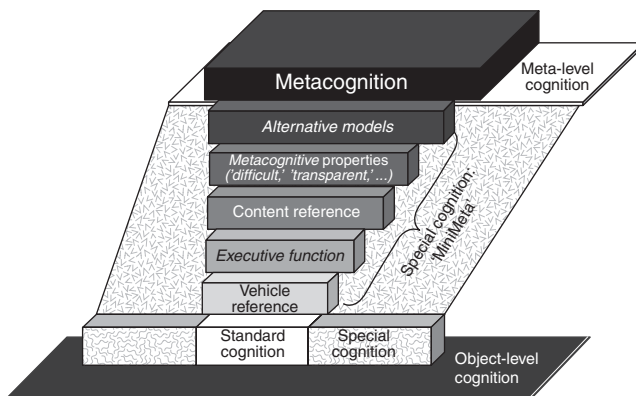 Metacognition
Meta-level
cognition
Alternative models
Metacognitive properties
('difficult,' 'transparent,' ...)
Content reference
Executive function
Vehicle
reference
Special cognition:
'MiniMeta'
Standard
cognition
Special
cognition
Object-level
cognition